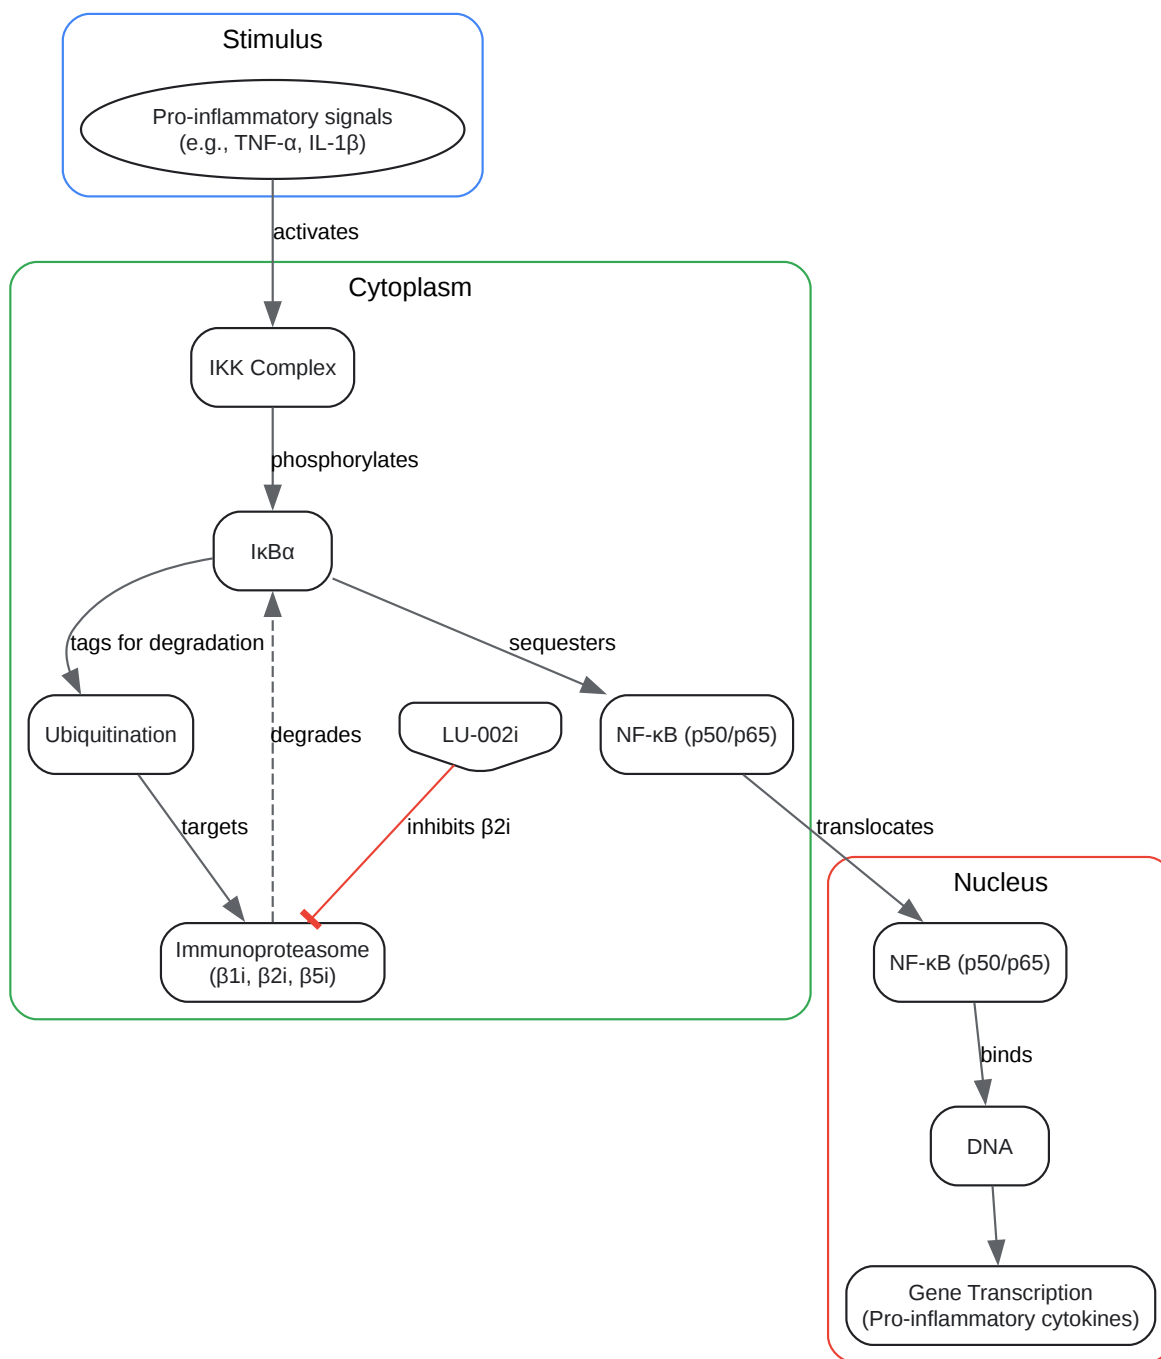 Stimulus
Pro-inflammatory signals
(e.g., TNF-α, IL-1β)
activates
Cytoplasm
IKK Complex
phosphorylates
IκBα
tags for degradation
sequesters
Ubiquitination
degrades
LU-002i
NF-κB (p50/p65)
targets
inhibits β2i
translocates
Immunoproteasome
(β1i, β2i, β5i)
Nucleus
NF-κB (p50/p65)
binds
DNA
Gene Transcription
(Pro-inflammatory cytokines)